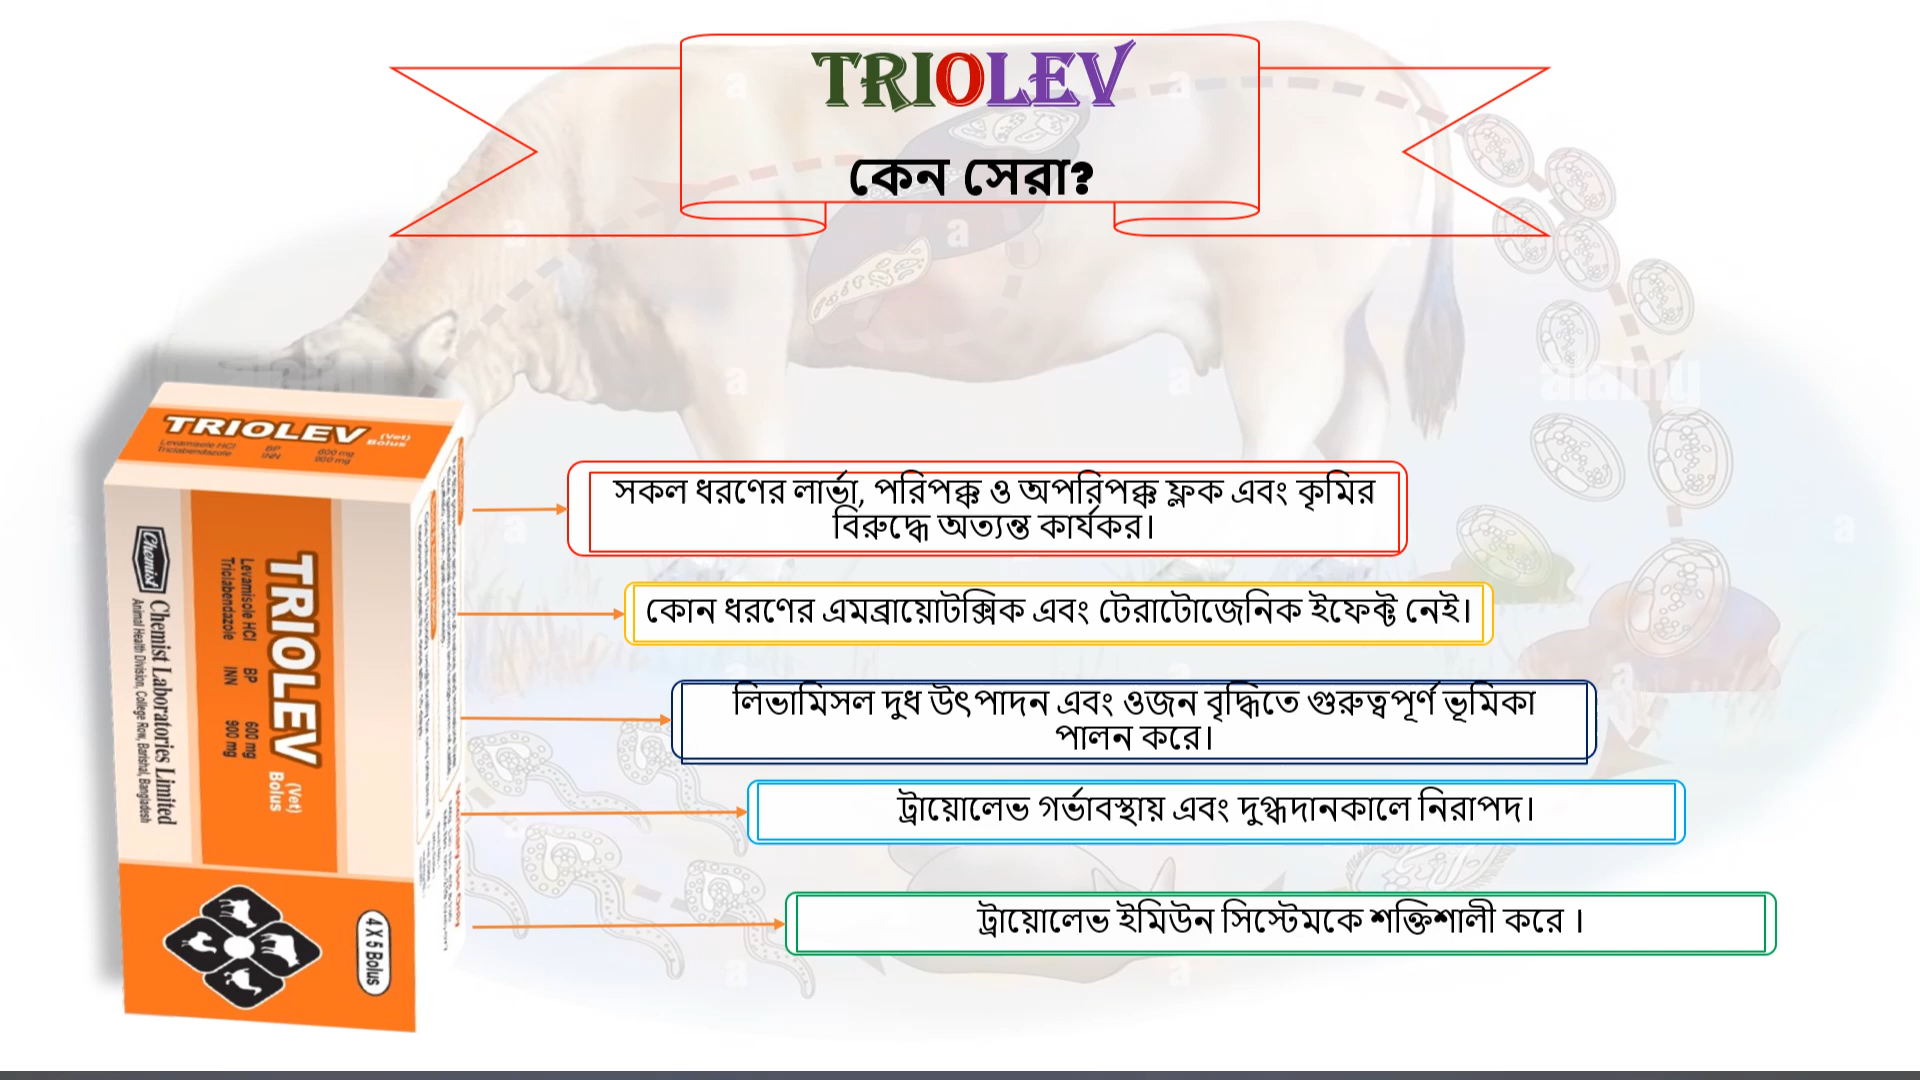 TRIOLEV
কেন সেরা?
TRIOLEV (Vet) Bolus
Levamisole HCl BP 600 mg
Triclabendazole INN 900 mg
সকল ধরণের লার্ভা, পরিপক্ক ও অপরিপক্ক ফ্লুক এবং কৃমির
বিরুদ্ধে অত্যন্ত কার্যকর।
কোন ধরণের এমব্রায়োটক্সিক এবং টেরাটোজেনিক ইফেক্ট নেই।
লিভামিসল দুধ উৎপাদন এবং ওজন বৃদ্ধিতে গুরুত্বপূর্ণ ভূমিকা
পালন করে।
ট্রায়োলেভ গর্ভাবস্থায় এবং দুগ্ধদানকালে নিরাপদ।
ট্রায়োলেভ ইমিউন সিস্টেমকে শক্তিশালী করে ।
TRIOLEV (Vet) Bolus
Levamisole HCl BP 600 mg
Triclabendazole INN 900 mg
Chemist
Chemist Laboratories Limited
Animal Health Division, College Row, Barishal, Bangladesh
4 X 5 Bolus
alamy